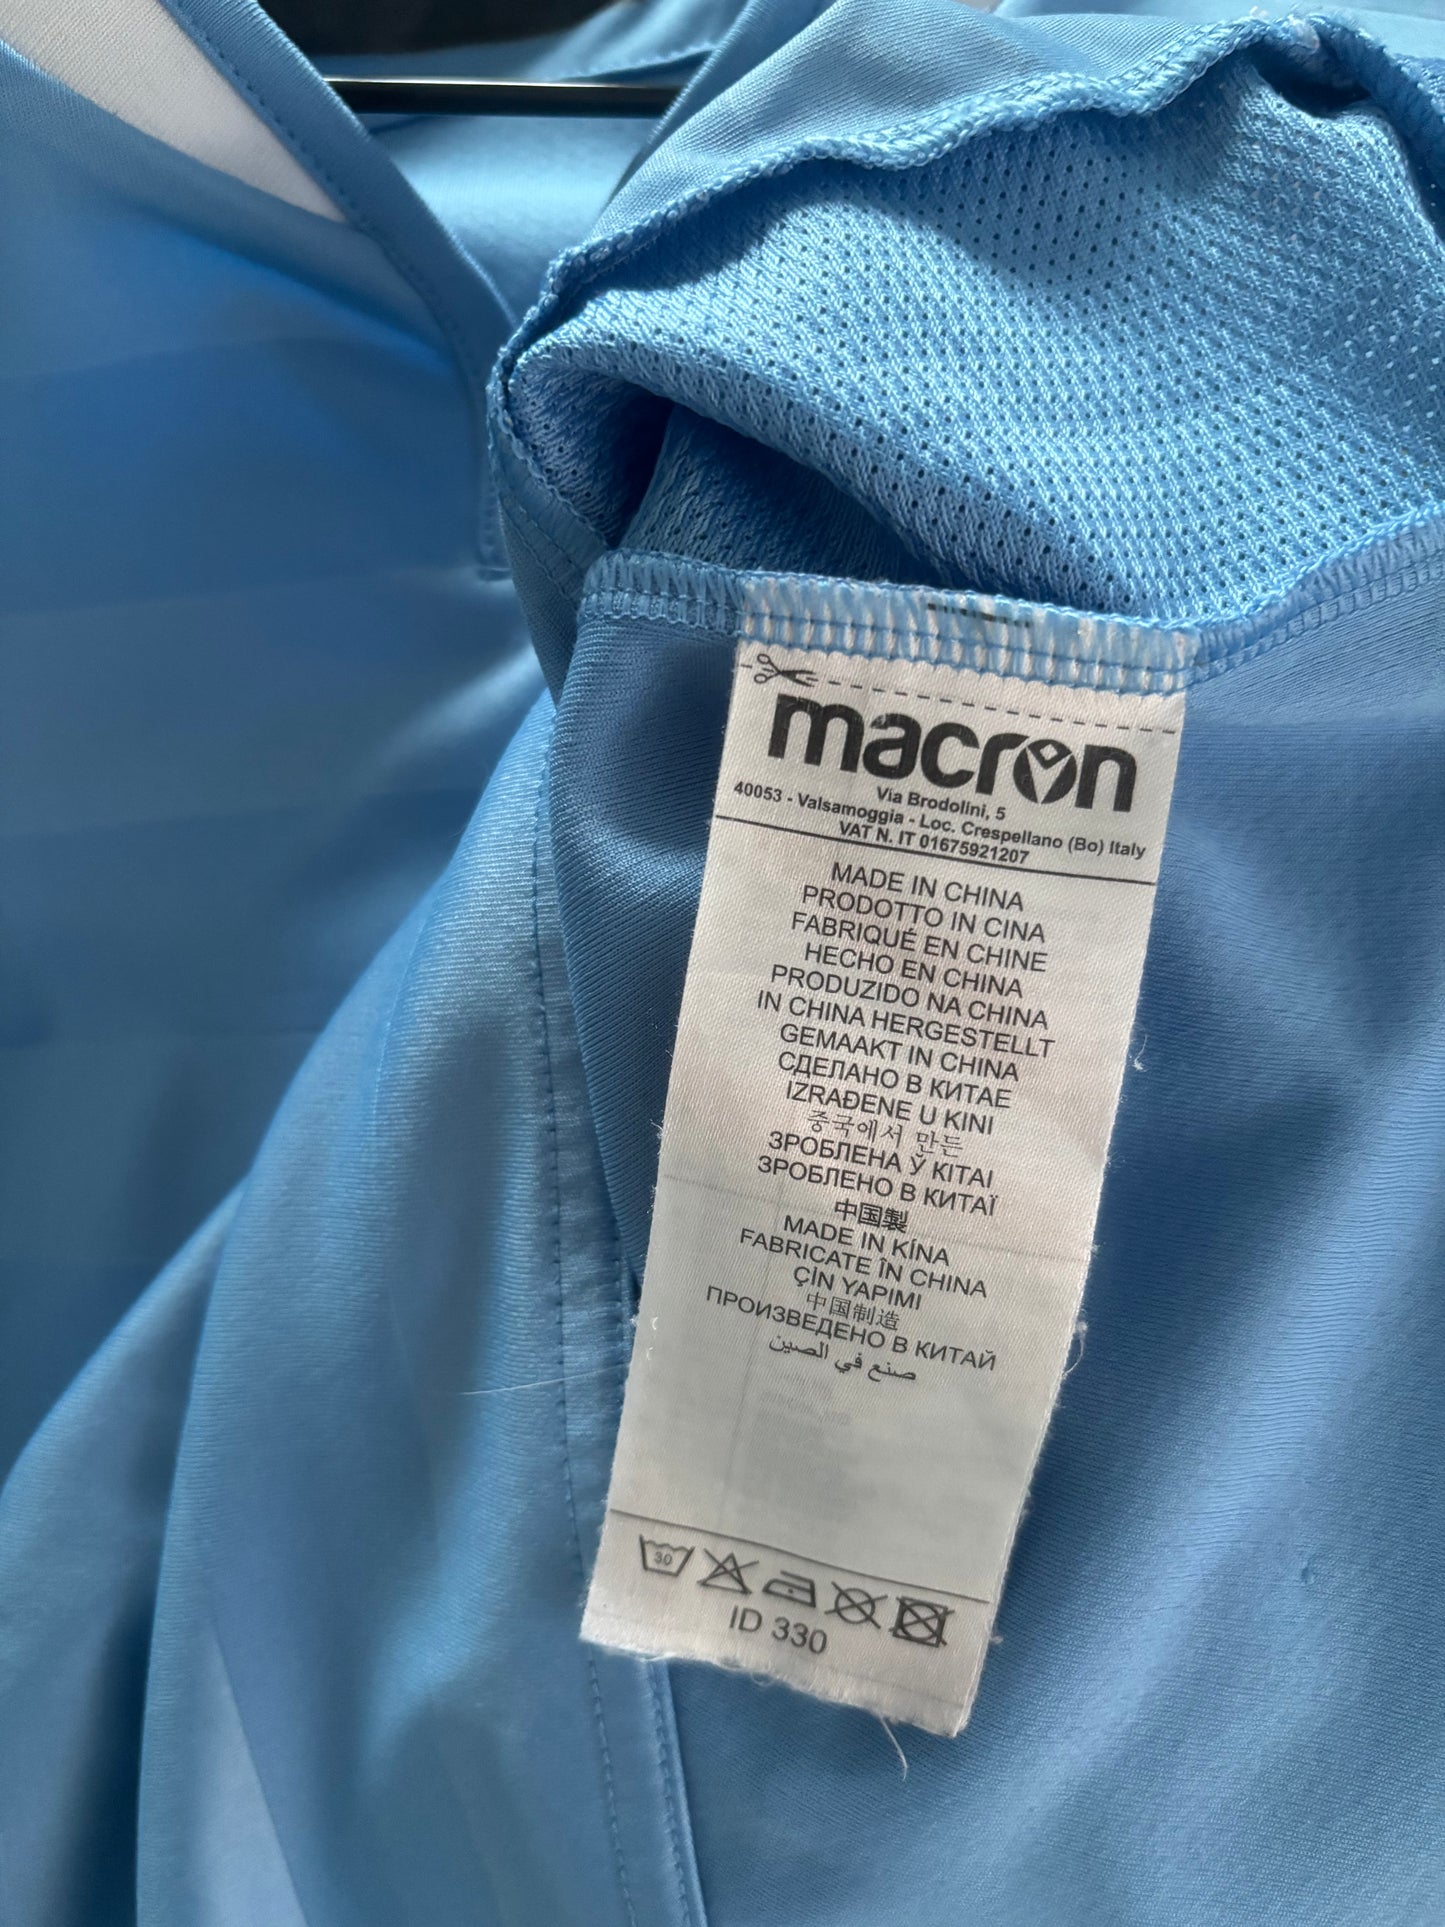 macron
Via Brodolini, 5
40053 - Valsamoggia - Loc. Crespellano (Bo) Italy
VAT N. IT 01675921207
MADE IN CHINA
PRODOTTO IN CINA
FABRIQUÉ EN CHINE
HECHO EN CHINA
PRODUZIDO NA CHINA
IN CHINA HERGESTELLT
GEMAAKT IN CHINA
СДЕЛАНО В КИТАЕ
IZRAĐENE U KINI
중국에서 만든
ЗРОБЛЕНА Ў КІТАІ
ЗРОБЛЕНО В КИТАЇ
中国製
MADE IN KÍNA
FABRICATE ÎN CHINA
ÇİN YAPIMI
中国制造
ПРОИЗВЕДЕНО В КИТАЙ
صنع في الصين
30
ID 330